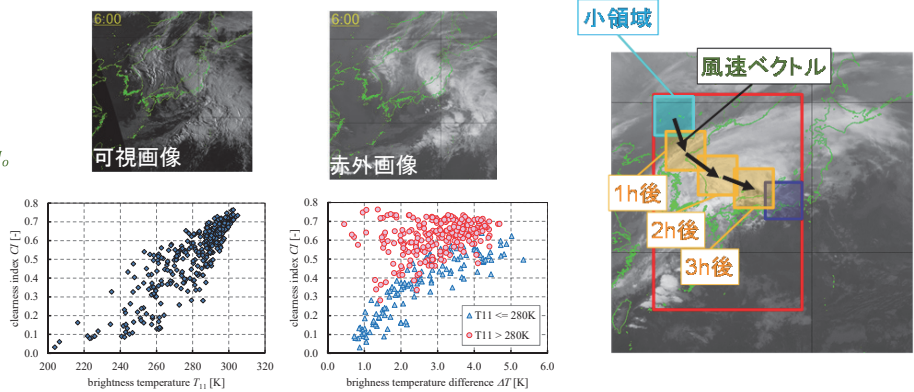 6:00
可視画像
6:00
赤外画像
小領域
風速ベクトル
1h後
2h後
3h後
o
clearness index CI [-]
0.8
0.7
0.6
0.5
0.4
0.3
0.2
0.1
0.0
200 220 240 260 280 300 320
brightness temperature T11 [K]
clearness index CI [-]
0.8
0.7
0.6
0.5
0.4
0.3
0.2
0.1
0.0
T11 <= 280K
T11 > 280K
0.0 1.0 2.0 3.0 4.0 5.0 6.0
brighness temperature difference ΔT [K]